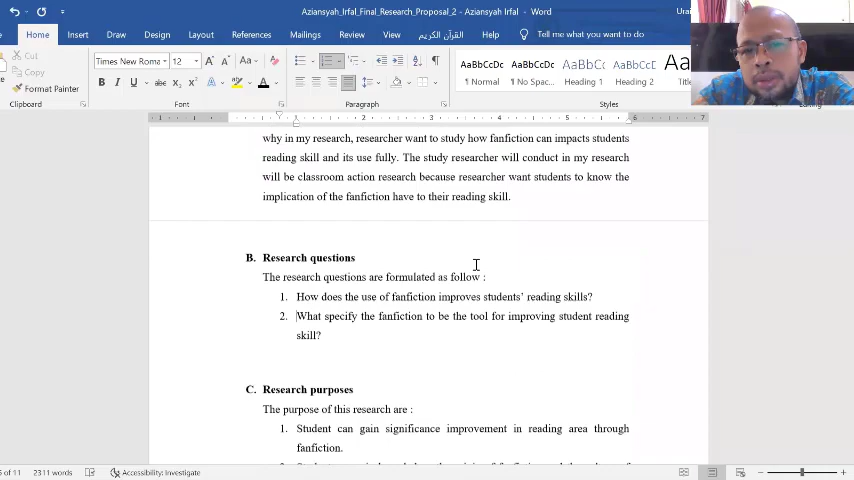 Aziansyah_Irfal_Final_Research_Proposal_2 - Aziansyah Irfal - Word
Home Insert Draw Design Layout References Mailings Review View القرآن الكريم Help Tell me what you want to do
Cut
Copy
Format Painter
Clipboard
Times New Roma 12
Font
Paragraph
AaBbCcDc AaBbCcDc AaBbC AaBbCcD
¶ Normal ¶ No Spac... Heading 1 Heading 2
Styles
Editing
why in my research, researcher want to study how fanfiction can impacts students
reading skill and its use fully. The study researcher will conduct in my research
will be classroom action research because researcher want students to know the
implication of the fanfiction have to their reading skill.
B. Research questions
The research questions are formulated as follow :
1. How does the use of fanfiction improves students’ reading skills?
2. What specify the fanfiction to be the tool for improving student reading
skill?
C. Research purposes
The purpose of this research are :
1. Student can gain significance improvement in reading area through
fanfiction.
of 11 2311 words Accessibility: Investigate